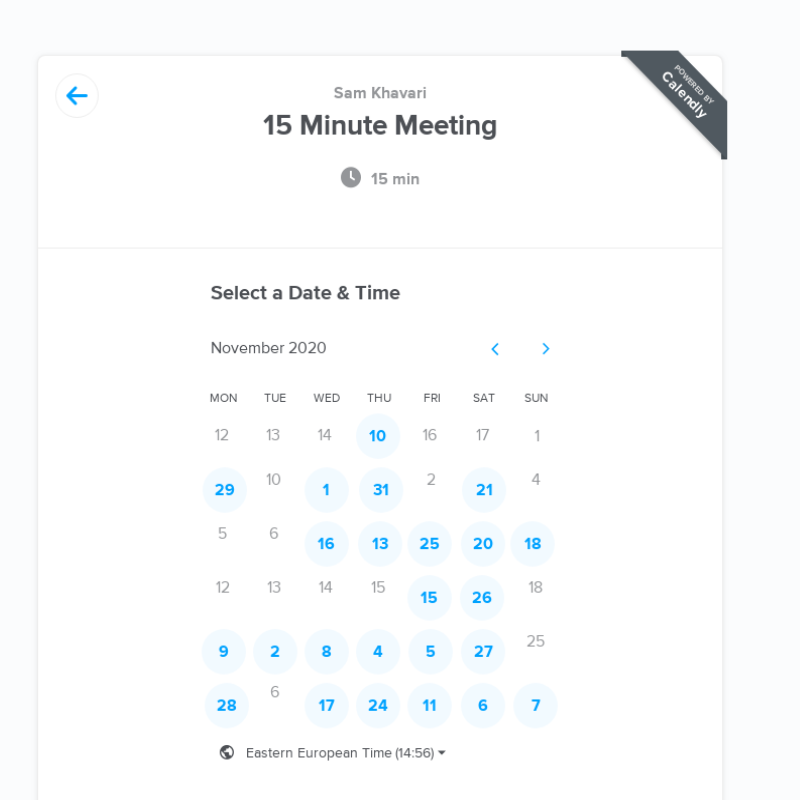 POWERED BY
Calendly
Sam Khavari
15 Minute Meeting
15 min
Select a Date & Time
November 2020
MON TUE WED THU FRI SAT SUN
12 13 14 10 16 17 1
29 10 1 31 2 21 4
5 6 16 13 25 20 18
12 13 14 15 15 26 18
9 2 8 4 5 27 25
28 6 17 24 11 6 7
Eastern European Time (14:56)